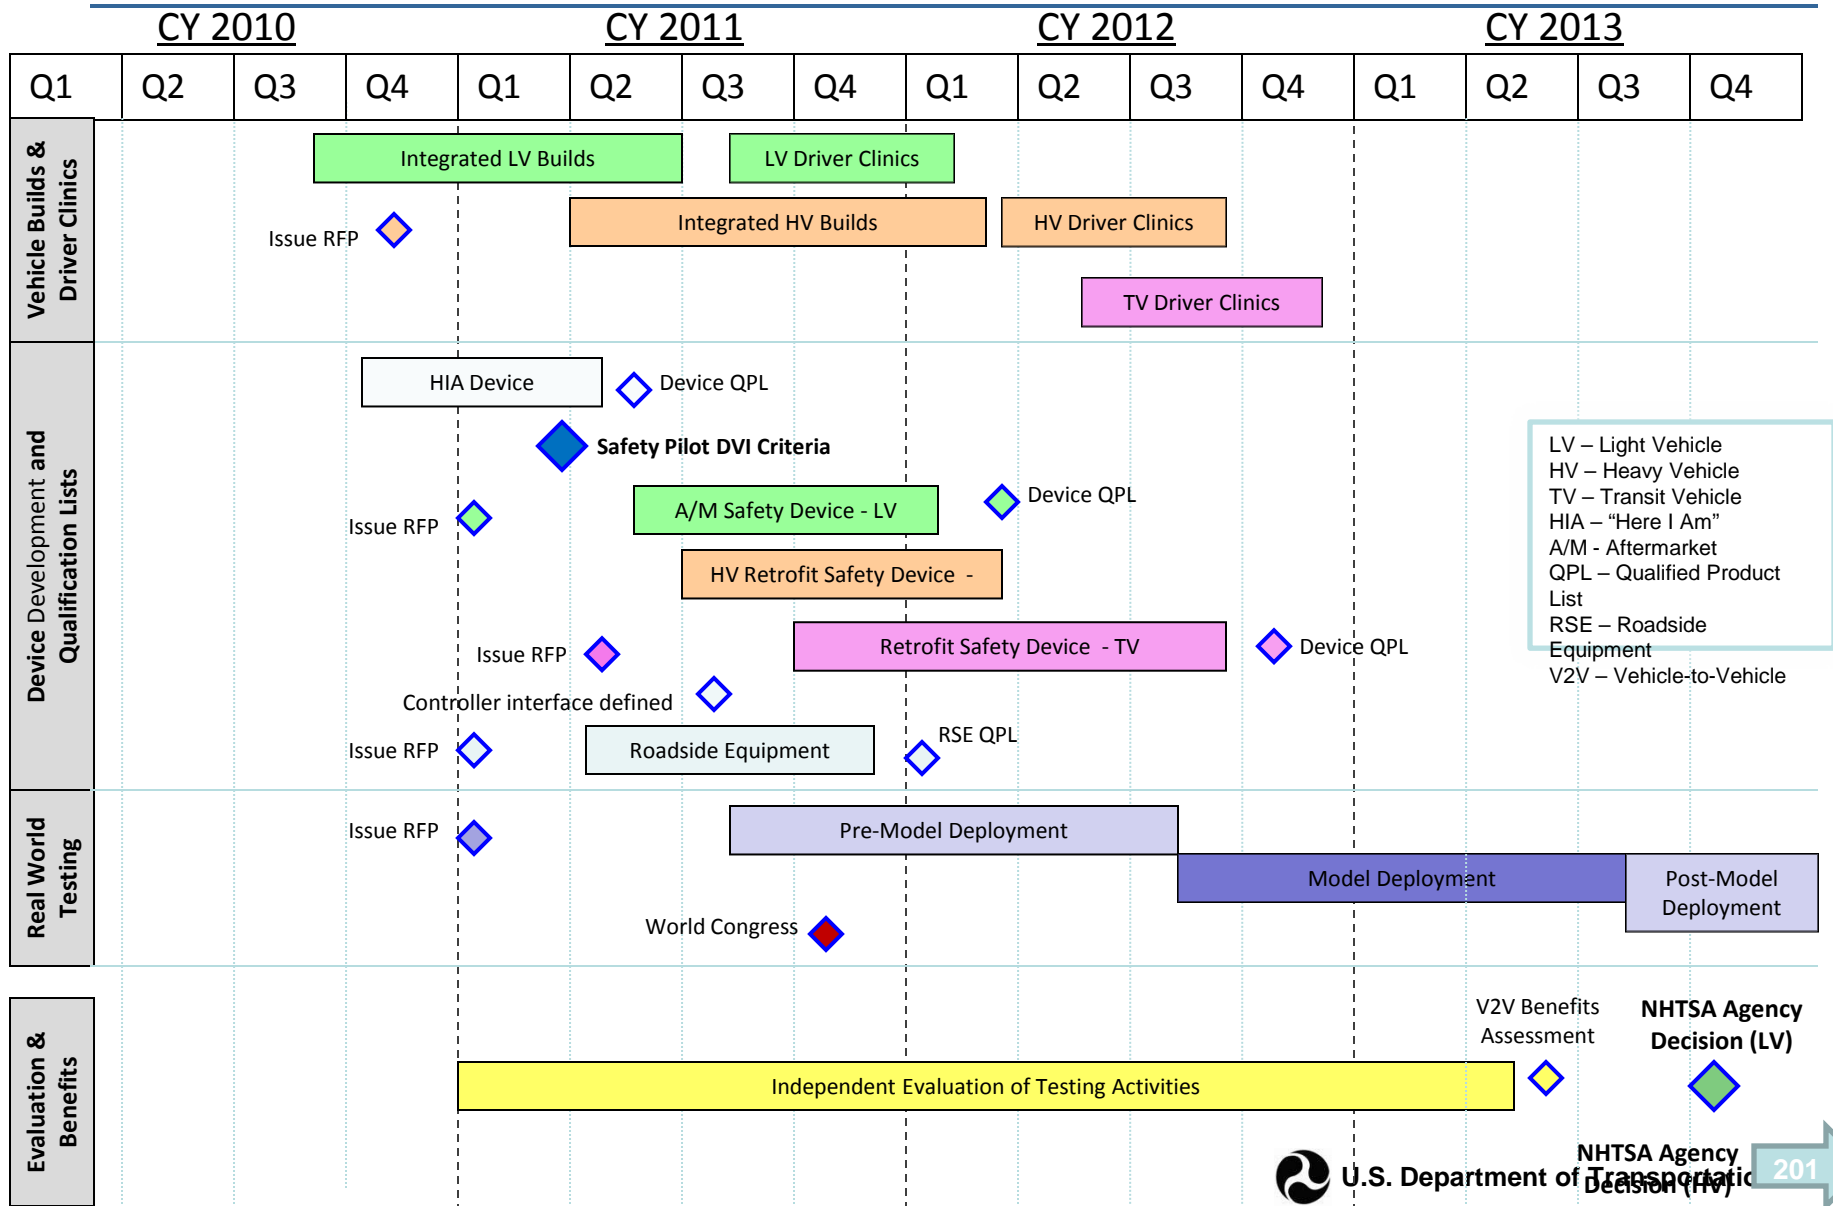 CY 2010 CY 2011 CY 2012 CY 2013
Q1 Q2 Q3 Q4 Q1 Q2 Q3 Q4 Q1 Q2 Q3 Q4 Q1 Q2 Q3 Q4
Vehicle Builds &
Driver Clinics
Integrated LV Builds
LV Driver Clinics
Issue RFP
Integrated HV Builds
HV Driver Clinics
TV Driver Clinics
Device Development and
Qualification Lists
HIA Device
Device QPL
Safety Pilot DVI Criteria
Issue RFP
A/M Safety Device - LV
Device QPL
HV Retrofit Safety Device -
Issue RFP
Retrofit Safety Device - TV
Device QPL
Controller interface defined
Issue RFP
Roadside Equipment
RSE QPL
LV – Light Vehicle
HV – Heavy Vehicle
TV – Transit Vehicle
HIA – “Here I Am”
A/M - Aftermarket
QPL – Qualified Product
List
RSE – Roadside
Equipment
V2V – Vehicle-to-Vehicle
Real World
Testing
Issue RFP
Pre-Model Deployment
Model Deployment
Post-Model
Deployment
World Congress
Evaluation &
Benefits
Independent Evaluation of Testing Activities
V2V Benefits
Assessment
NHTSA Agency
Decision (LV)
NHTSA Agency
Decision (HV)
U.S. Department of Transportatio
201